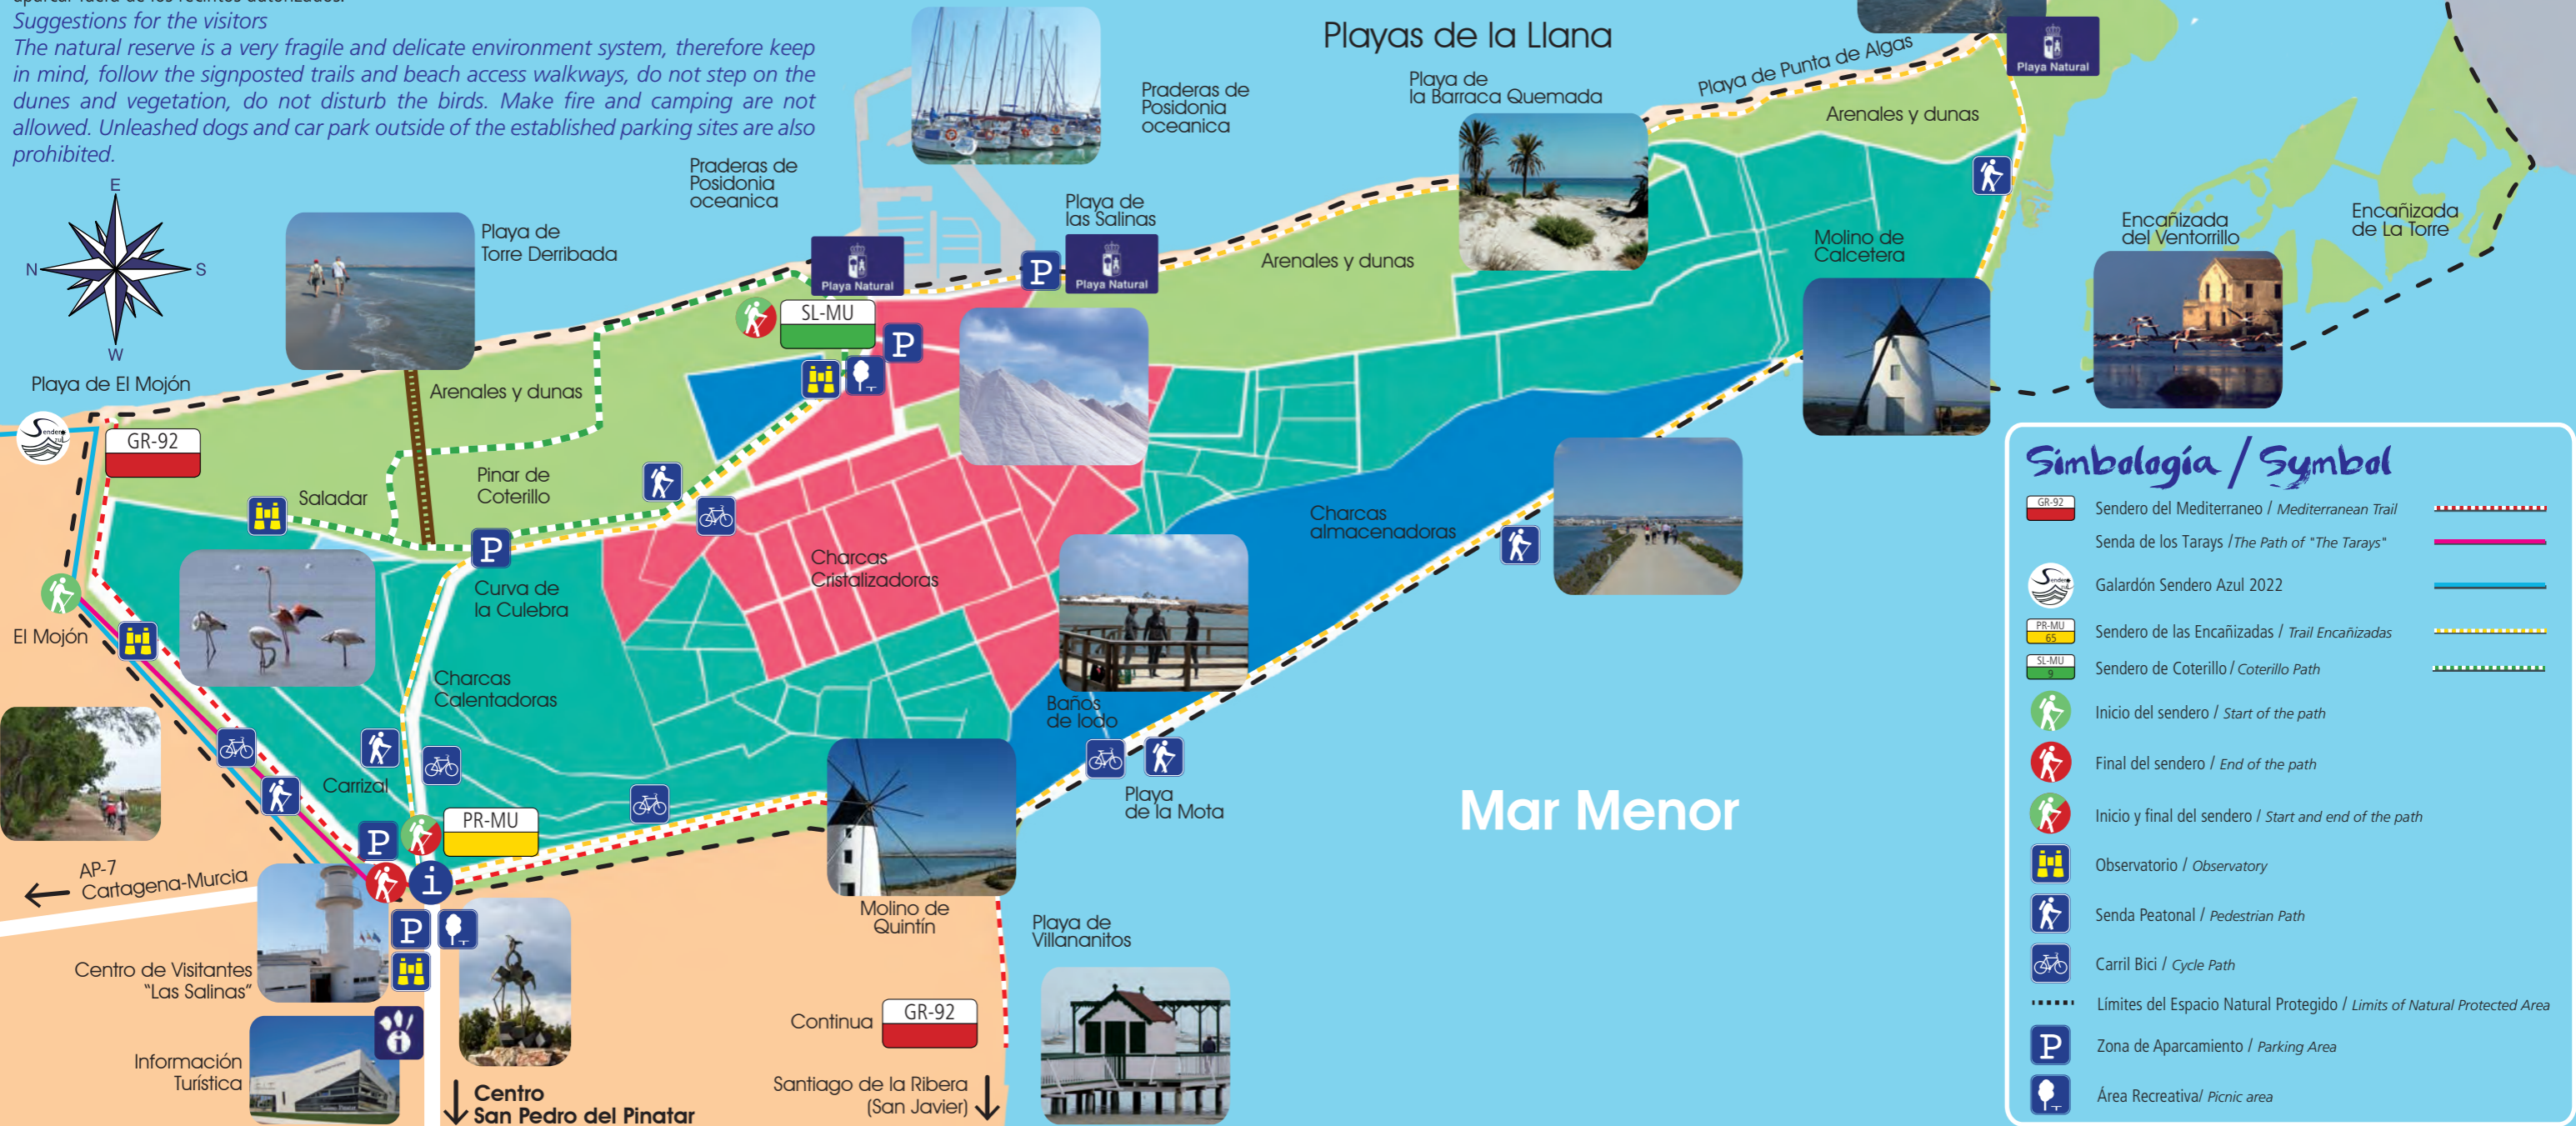 aparcar fuera de los recintos autorizados.
Suggestions for the visitors
The natural reserve is a very fragile and delicate environment system, therefore keep
in mind, follow the signposted trails and beach access walkways, do not step on the
dunes and vegetation, do not disturb the birds. Make fire and camping are not
allowed. Unleashed dogs and car park outside of the established parking sites are also
prohibited.
E
N
S
W
Playas de la Llana
Praderas de
Posidonia
oceanica
Praderas de
Posidonia
oceanica
Playa de
la Barraca Quemada
Playa de Punta de Algas
Playa Natural
Arenales y dunas
Playa de
Torre Derribada
Playa de
las Salinas
Playa Natural
P
Playa Natural
Arenales y dunas
Molino de
Calcetera
Encañizada
del Ventorrillo
Encañizada
de La Torre
SL-MU
P
Playa de El Mojón
Arenales y dunas
Sendero
azul
GR-92
Saladar
Pinar de
Coterillo
P
Curva de
la Culebra
Charcas
Cristalizadoras
Charcas
almacenadoras
El Mojón
Charcas
Calentadoras
Baños
de lodo
Carrizal
Playa
de la Mota
Mar Menor
P
PR-MU
i
AP-7
Cartagena-Murcia
P
Molino de
Quintín
Playa de
Villananitos
Centro de Visitantes
“Las Salinas”
i
Información
Turística
Continua
GR-92
Centro
San Pedro del Pinatar
Santiago de la Ribera
(San Javier)
Simbología / Symbol
GR-92
Sendero del Mediterraneo / Mediterranean Trail
Senda de los Tarays /The Path of "The Tarays"
Sendero
azul
Galardón Sendero Azul 2022
PR-MU
65
Sendero de las Encañizadas / Trail Encañizadas
SL-MU
9
Sendero de Coterillo / Coterillo Path
Inicio del sendero / Start of the path
Final del sendero / End of the path
Inicio y final del sendero / Start and end of the path
Observatorio / Observatory
Senda Peatonal / Pedestrian Path
Carril Bici / Cycle Path
Límites del Espacio Natural Protegido / Limits of Natural Protected Area
P
Zona de Aparcamiento / Parking Area
Área Recreativa/ Picnic area